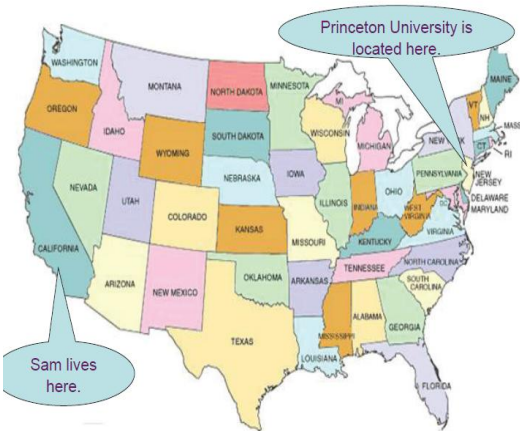 Princeton University is
located here.
WASHINGTON
MONTANA
NORTH DAKOTA
MINNESOTA
MAINE
OREGON
IDAHO
WYOMING
SOUTH DAKOTA
WISCONSIN
MI
MICHIGAN
VT
NH
MASS
NEW
K
CT
RI
NEVADA
UTAH
COLORADO
NEBRASKA
IOWA
ILLINOIS
INDIANA
OHIO
PENNSYLVANIA
NEW
JERSEY
DELAWARE
MARYLAND
DC
WEST
VIRGINIA
VIRGINIA
CALIFORNIA
KANSAS
MISSOURI
KENTUCKY
NORTH CAROLINA
TENNESSEE
SOUTH
CAROLINA
ARIZONA
NEW MEXICO
OKLAHOMA
ARKANSAS
MISSISSIPPI
ALABAMA
GEORGIA
TEXAS
LOUISIANA
FLORIDA
Sam lives
here.